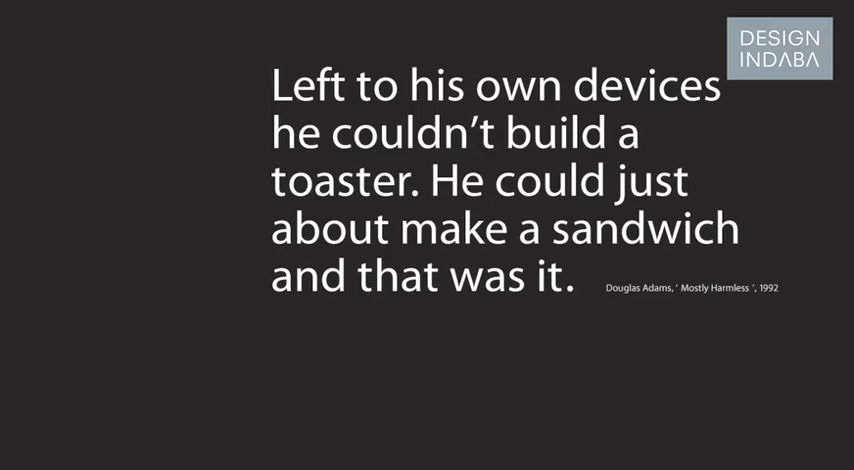 DESIGN
INDABA
Left to his own devices
he couldn’t build a
toaster. He could just
about make a sandwich
and that was it.
Douglas Adams, ‘ Mostly Harmless ’, 1992